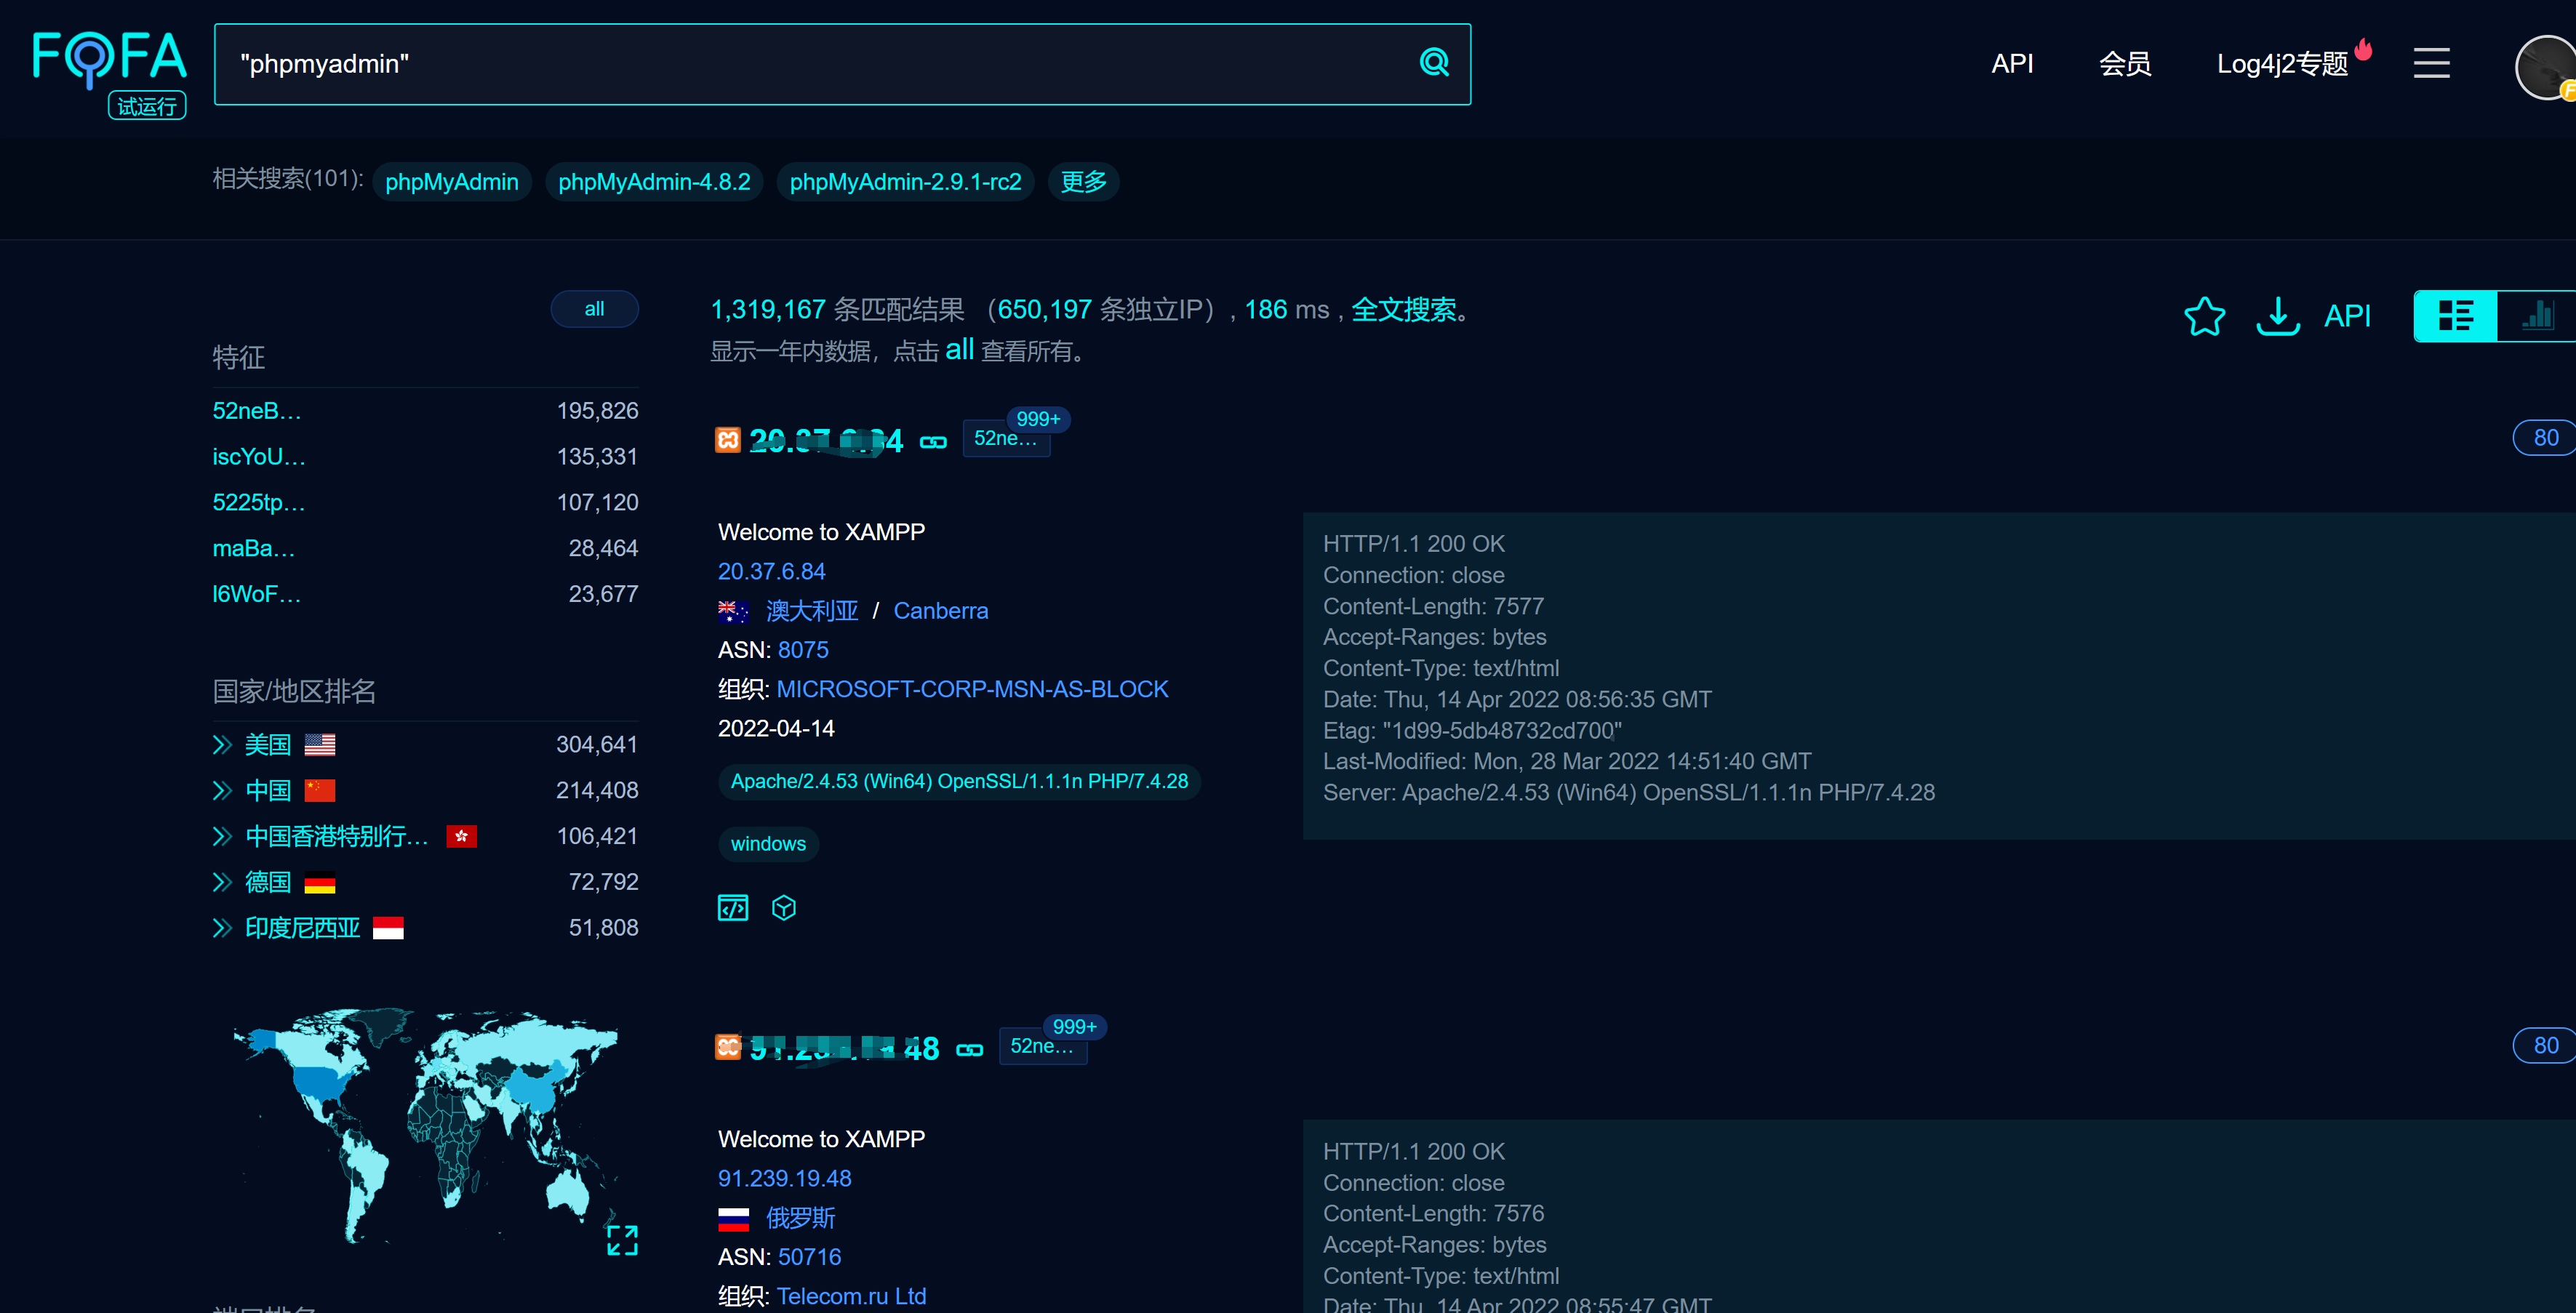 FOFA
试运行
"phpmyadmin"
API
会员
Log4j2专题
相关搜索(101):
phpMyAdmin
phpMyAdmin-4.8.2
phpMyAdmin-2.9.1-rc2
更多
all
特征
52neB... 195,826
iscYoU... 135,331
5225tp... 107,120
maBa... 28,464
l6WoF... 23,677
国家/地区排名
美国 304,641
中国 214,408
中国香港特别行... 106,421
德国 72,792
印度尼西亚 51,808
1,319,167 条匹配结果 （650,197 条独立IP）, 186 ms , 全文搜索。
显示一年内数据，点击 all 查看所有。
API
999+
52ne...
80
Welcome to XAMPP
20.37.6.84
澳大利亚 / Canberra
ASN: 8075
组织: MICROSOFT-CORP-MSN-AS-BLOCK
2022-04-14
Apache/2.4.53 (Win64) OpenSSL/1.1.1n PHP/7.4.28
windows
HTTP/1.1 200 OK
Connection: close
Content-Length: 7577
Accept-Ranges: bytes
Content-Type: text/html
Date: Thu, 14 Apr 2022 08:56:35 GMT
Etag: "1d99-5db48732cd700"
Last-Modified: Mon, 28 Mar 2022 14:51:40 GMT
Server: Apache/2.4.53 (Win64) OpenSSL/1.1.1n PHP/7.4.28
999+
52ne...
80
Welcome to XAMPP
91.239.19.48
俄罗斯
ASN: 50716
组织: Telecom.ru Ltd
HTTP/1.1 200 OK
Connection: close
Content-Length: 7576
Accept-Ranges: bytes
Content-Type: text/html
Date: Thu, 14 Apr 2022 08:55:47 GMT